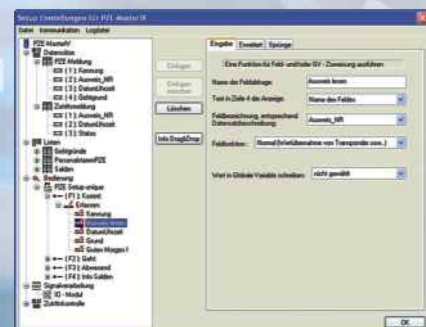 Setup Einstellungen für PZE-Master IV
Datei Kommunikation Logdatei
PZE MasterIV
Datensätze
PZE Meldung
( 1 ): Kennung
( 2 ): Ausweis_NR
( 3 ): DatumUhrzeit
( 4 ): Gehtgrund
Zutrittsmeldung
( 1 ): Ausweis_NR
( 2 ): DatumUhrzeit
( 3 ): Status
Listen
Gehtgründe
PersonalstammPZE
Salden
Bedienung
PZE Setup unique
(F1): Kommt
Erfassen
Kennung
Ausweis lesen
DatumUhrzeit
Grund
Guten Morgen !
(F2): Geht
(F3): Abwesend
(F4): Info Salden
Signalverarbeitung
IO - Modul
Zutrittskontrolle
Einfügen
Einfügen
Löschen
Info Drag&Drop
Eingabe Erweitert Sprünge
Eine Funktion für Feld- und/oder GV - Zuweisung ausführen
Name der Feldabfrage: Ausweis lesen
Text in Zeile 4 der Anzeige: Name des Feldes
Feldbezeichnung, entsprechend Datensatzbeschreibung: Ausweis_NR
Feldfunktion: Normal (Wertübernahme von Transponder usw..)
Wert in Globale Variable schreiben: nicht gewählt
OK